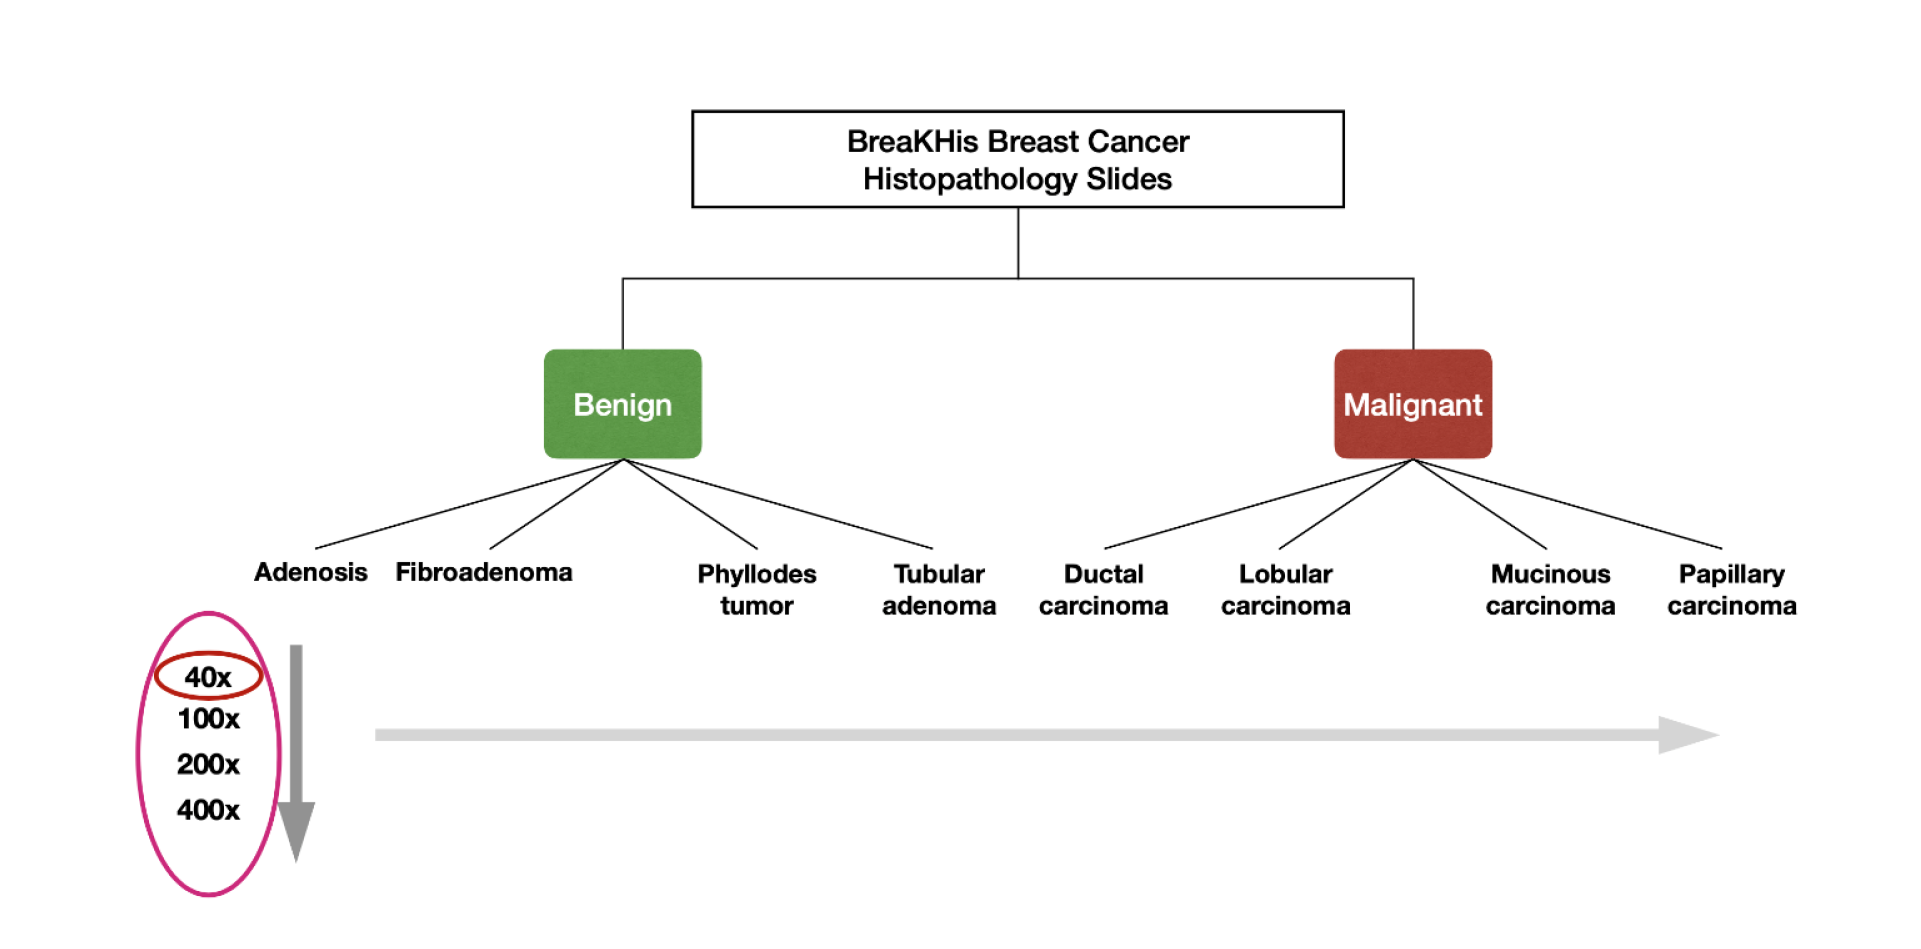 BreaKHis Breast Cancer
Histopathology Slides
Benign
Malignant
Adenosis
Fibroadenoma
Phyllodes
tumor
Tubular
adenoma
Ductal
carcinoma
Lobular
carcinoma
Mucinous
carcinoma
Papillary
carcinoma
40x
100x
200x
400x